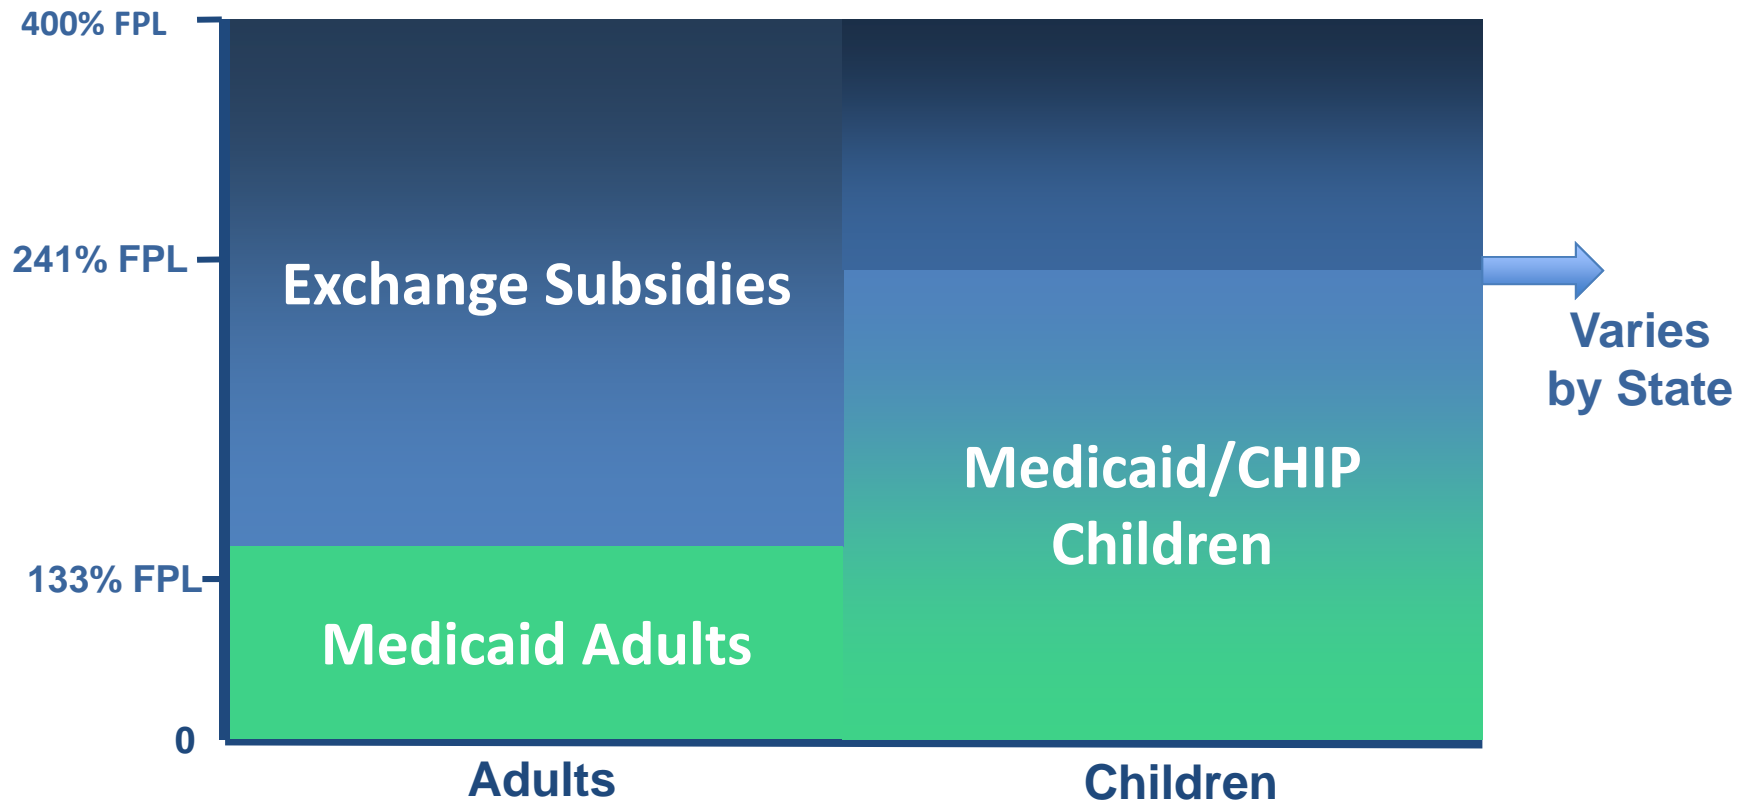 400% FPL
241% FPL
Exchange Subsidies
Varies
by State
Medicaid/CHIP
Children
133% FPL
Medicaid Adults
0
Adults
Children